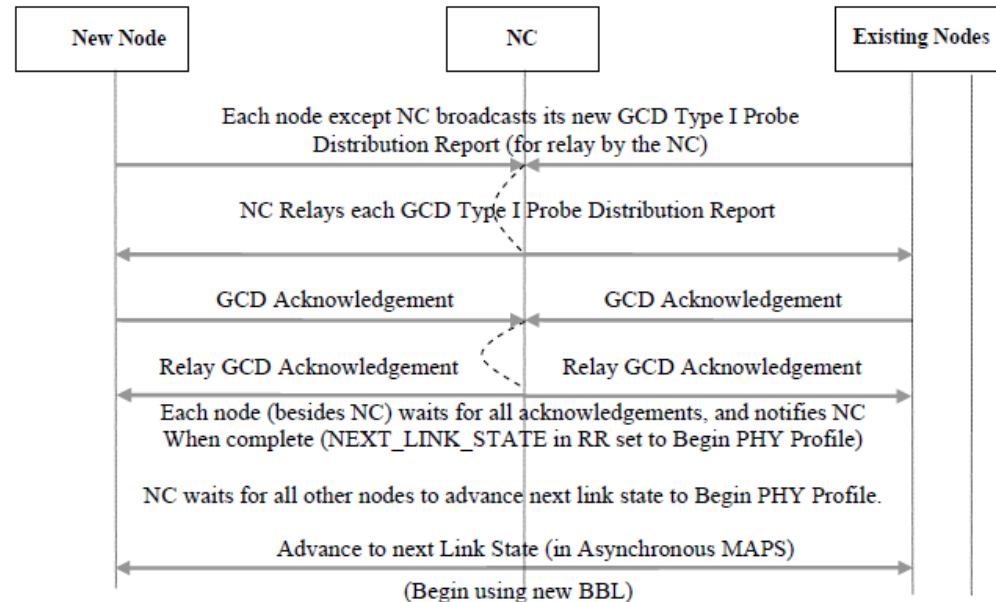 New Node
NC
Existing Nodes
Each node except NC broadcasts its new GCD Type I Probe
Distribution Report (for relay by the NC)
NC Relays each GCD Type I Probe Distribution Report
GCD Acknowledgement
GCD Acknowledgement
Relay GCD Acknowledgement
Relay GCD Acknowledgement
Each node (besides NC) waits for all acknowledgements, and notifies NC
When complete (NEXT_LINK_STATE in RR set to Begin PHY Profile)
NC waits for all other nodes to advance next link state to Begin PHY Profile.
Advance to next Link State (in Asynchronous MAPS)
(Begin using new BBL)